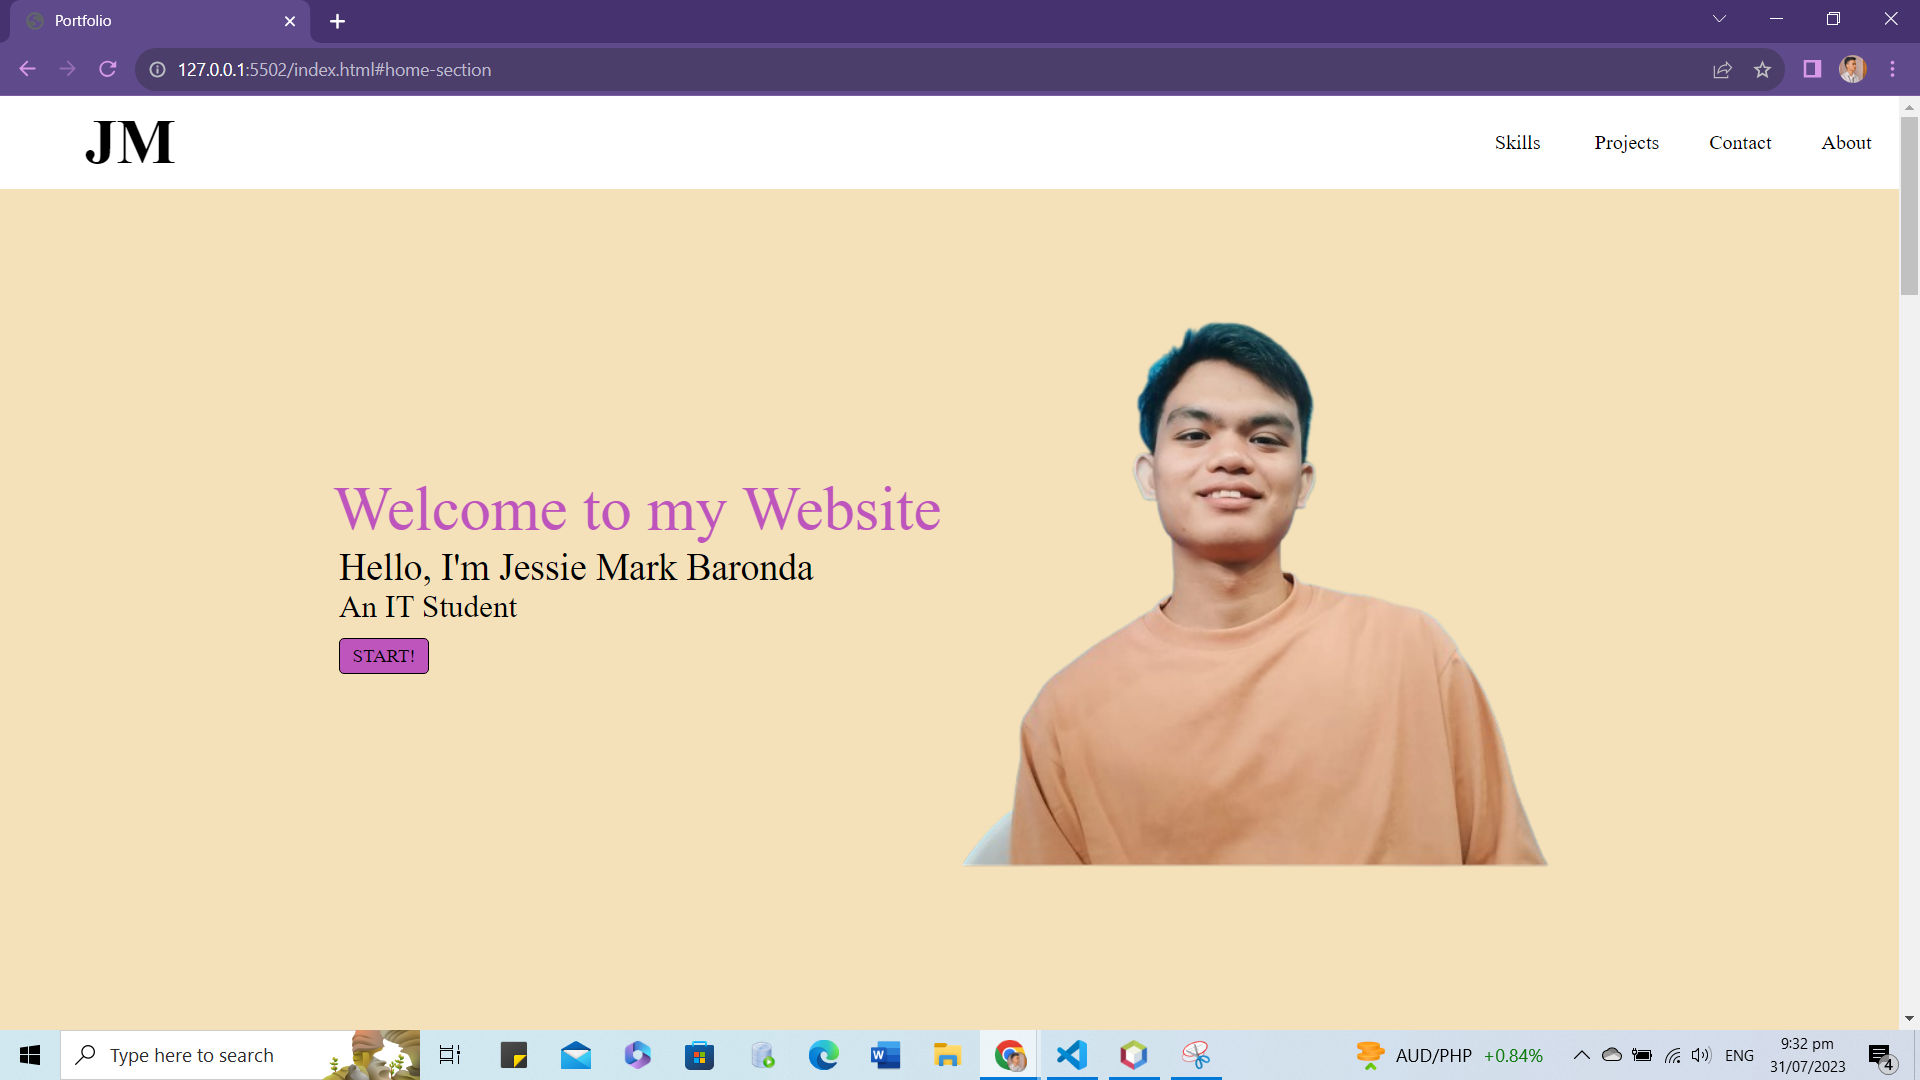 Portfolio
127.0.0.1:5502/index.html#home-section
JM
Skills Projects Contact About
Welcome to my Website
Hello, I'm Jessie Mark Baronda
An IT Student
START!
Type here to search
W
AUD/PHP +0.84%
ENG
9:32 pm
31/07/2023
4